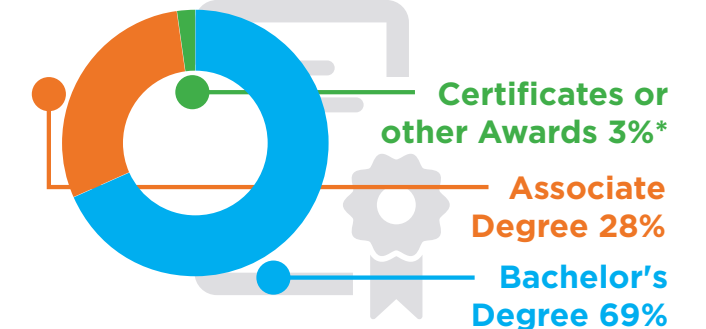 Certificates or
other Awards 3%*
Associate
Degree 28%
Bachelor's
Degree 69%